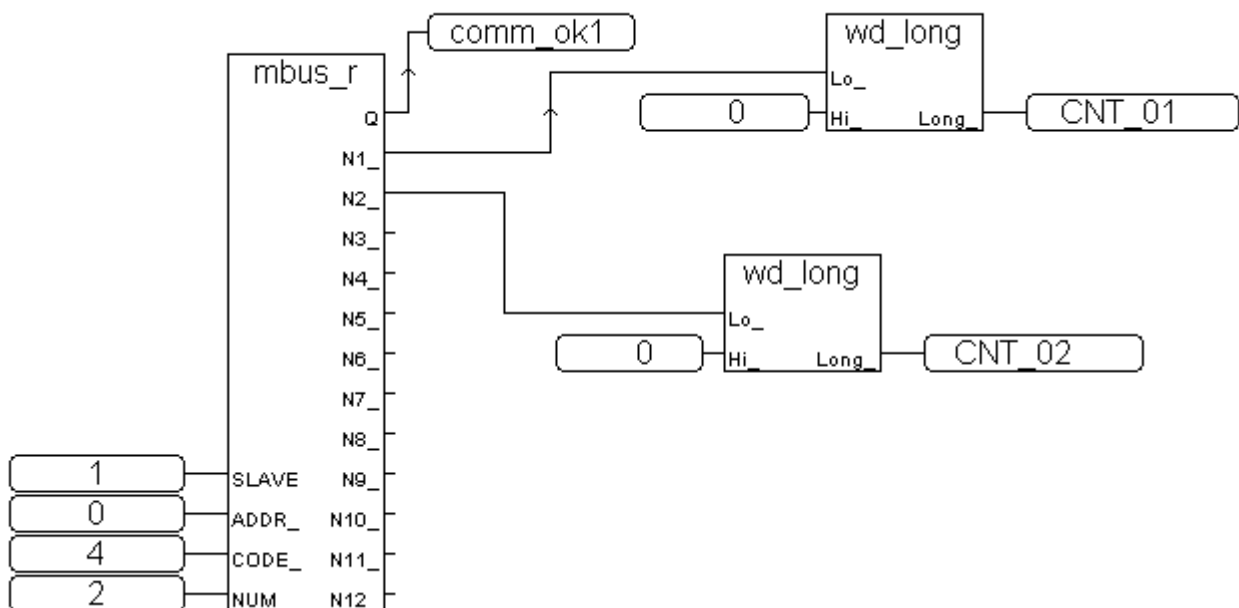 comm_ok1
wd_long
mbus_r
Lo_
0
Hi_ Long_
CNT_01
Q
N1_
N2_
N3_
N4_
wd_long
N5_
Lo_
0
Hi_ Long_
CNT_02
N6_
N7_
N8_
1
SLAVE N9_
0
ADDR_ N10_
4
CODE_ N11_
2
NUM N12